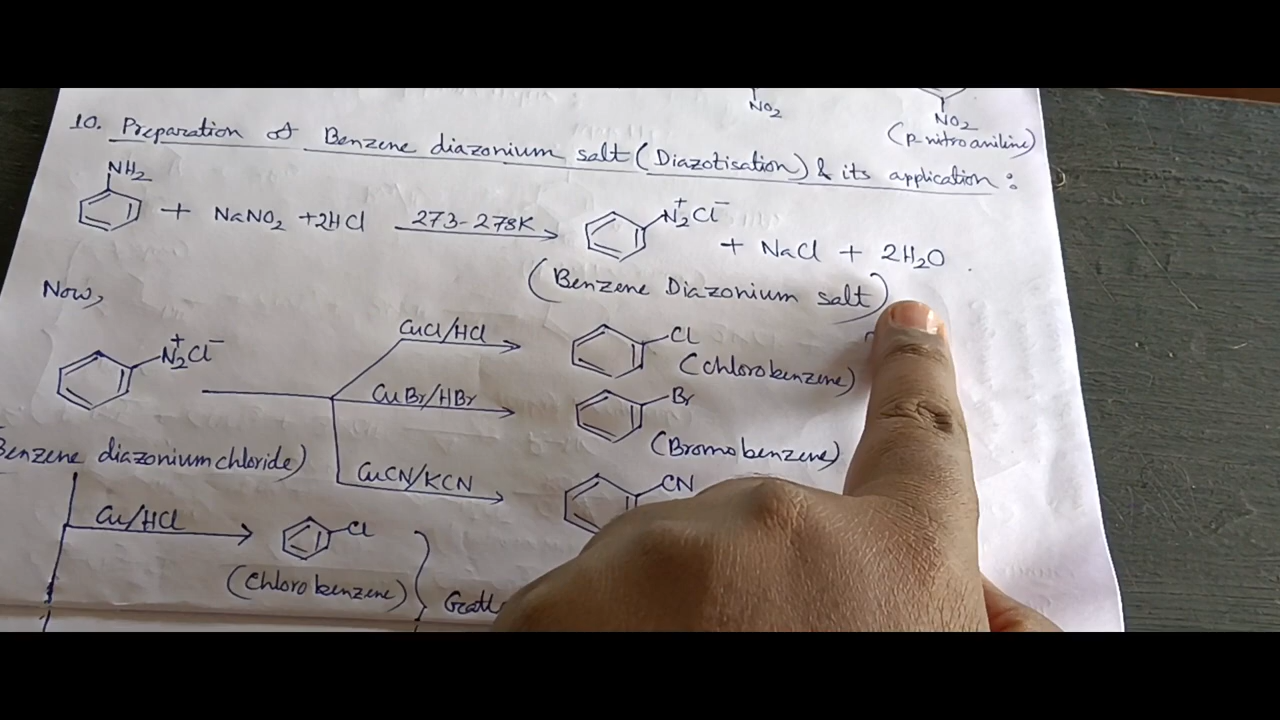 NO2
NO2
(p-nitroaniline)
10. Preparation of Benzene diazonium salt (Diazotisation) & its application :
NH2
+ NaNO2 +2HCl 273-278K N2+Cl- + NaCl + 2H2O
(Benzene Diazonium salt)
Now,
N2+Cl-
CuCl/HCl Cl
(Chlorobenzene)
CuBr/HBr Br
(Bromobenzene)
Benzene diazonium chloride)
CuCN/KCN CN
Cu/HCl Cl
(Chlorobenzene)